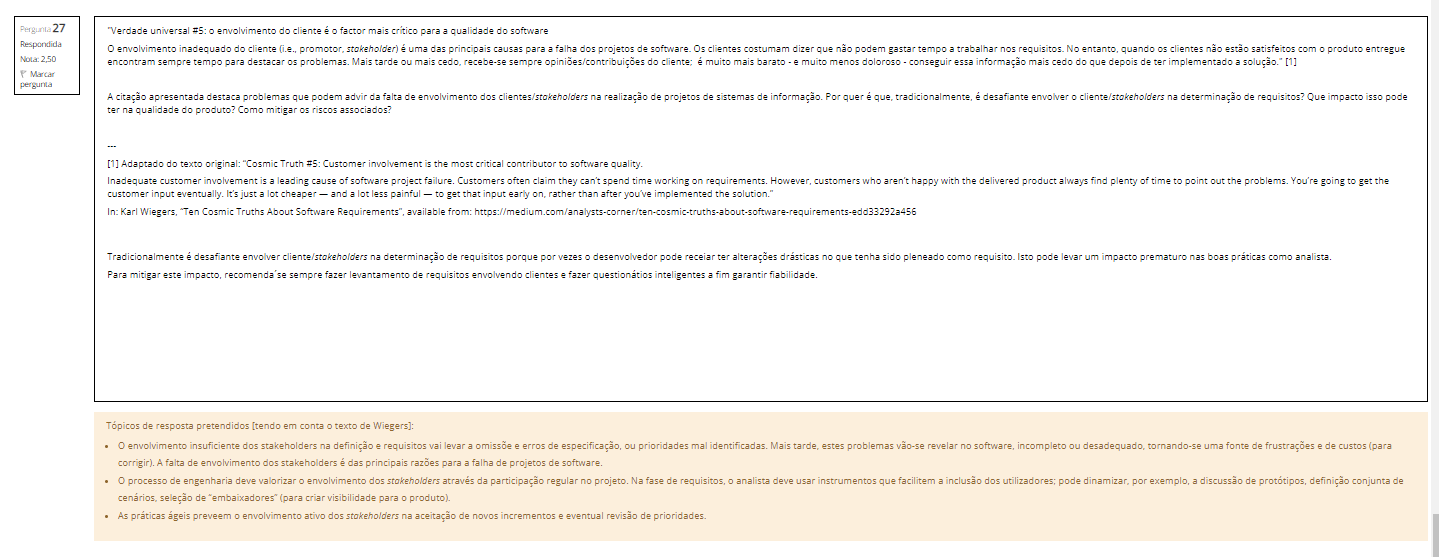 Pergunta 27
Respondida
Nota: 2,50
Marcar
pergunta
"Verdade universal #5: o envolvimento do cliente é o factor mais crítico para a qualidade do software
O envolvimento inadequado do cliente (i.e., promotor, stakeholder) é uma das principais causas para a falha dos projetos de software. Os clientes costumam dizer que não podem gastar tempo a trabalhar nos requisitos. No entanto, quando os clientes não estão satisfeitos com o produto entregue
encontram sempre tempo para destacar os problemas. Mais tarde ou mais cedo, recebe-se sempre opiniões/contribuições do cliente;  é muito mais barato - e muito menos doloroso - conseguir essa informação mais cedo do que depois de ter implementado a solução." [1]
A citação apresentada destaca problemas que podem advir da falta de envolvimento dos clientes/stakeholders na realização de projetos de sistemas de informação. Por quer é que, tradicionalmente, é desafiante envolver o cliente/stakeholders na determinação de requisitos? Que impacto isso pode
ter na qualidade do produto? Como mitigar os riscos associados?
---
[1] Adaptado do texto original: "Cosmic Truth #5: Customer involvement is the most critical contributor to software quality.
Inadequate customer involvement is a leading cause of software project failure. Customers often claim they can't spend time working on requirements. However, customers who aren't happy with the delivered product always find plenty of time to point out the problems. You're going to get the
customer input eventually. It's just a lot cheaper — and a lot less painful — to get that input early on, rather than after you've implemented the solution."
In: Karl Wiegers, "Ten Cosmic Truths About Software Requirements", available from: https://medium.com/analysts-corner/ten-cosmic-truths-about-software-requirements-edd33292a456
Tradicionalmente é desafiante envolver cliente/stakeholders na determinação de requisitos porque por vezes o desenvolvedor pode receiar ter alterações drásticas no que tenha sido pleneado como requisito. Isto pode levar um impacto prematuro nas boas práticas como analista.
Para mitigar este impacto, recomenda´se sempre fazer levantamento de requisitos envolvendo clientes e fazer questionátios inteligentes a fim garantir fiabilidade.
Tópicos de resposta pretendidos [tendo em conta o texto de Wiegers]:
• O envolvimento insuficiente dos stakeholders na definição e requisitos vai levar a omissõe e erros de especificação, ou prioridades mal identificadas. Mais tarde, estes problemas vão-se revelar no software, incompleto ou desadequado, tornando-se uma fonte de frustrações e de custos (para
corrigir). A falta de envolvimento dos stakeholders é das principais razões para a falha de projetos de software.
• O processo de engenharia deve valorizar o envolvimento dos stakeholders através da participação regular no projeto. Na fase de requisitos, o analista deve usar instrumentos que facilitem a inclusão dos utilizadores; pode dinamizar, por exemplo, a discussão de protótipos, definição conjunta de
cenários, seleção de "embaixadores" (para criar visibilidade para o produto).
• As práticas ágeis preveem o envolvimento ativo dos stakeholders na aceitação de novos incrementos e eventual revisão de prioridades.